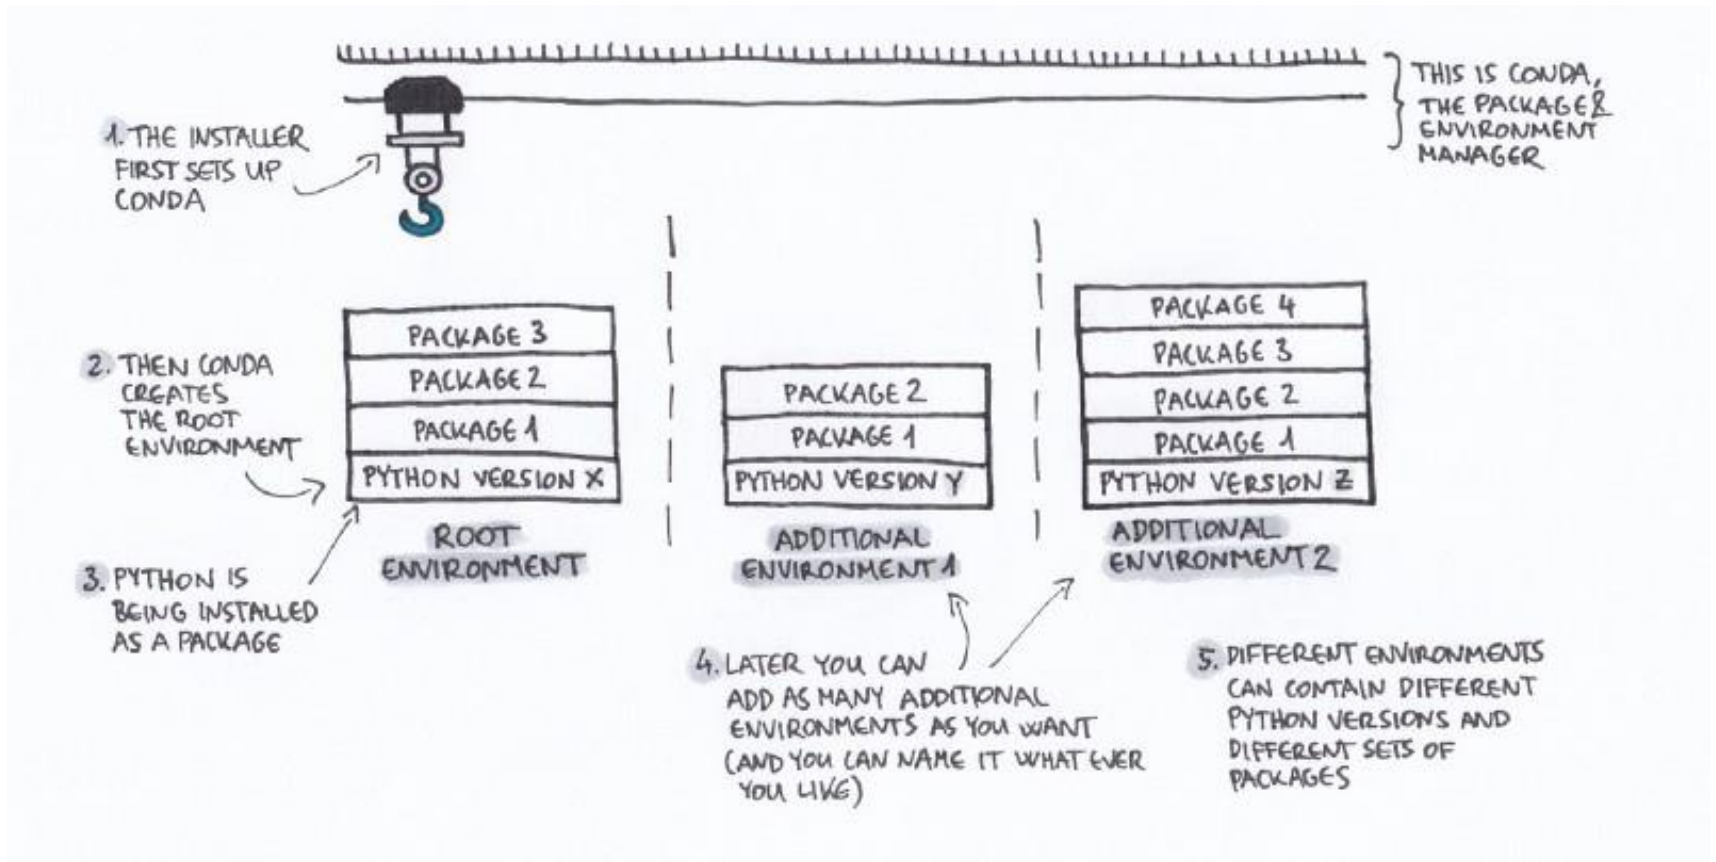 THIS IS CONDA,
THE PACKAGE &
ENVIRONMENT
MANAGER
1. THE INSTALLER
FIRST SETS UP
CONDA
2. THEN CONDA
CREATES
THE ROOT
ENVIRONMENT
3. PYTHON IS
BEING INSTALLED
AS A PACKAGE
PACKAGE 3
PACKAGE 2
PACKAGE 1
PYTHON VERSION X
ROOT
ENVIRONMENT
PACKAGE 2
PACKAGE 1
PYTHON VERSION Y
ADDITIONAL
ENVIRONMENT 1
PACKAGE 4
PACKAGE 3
PACKAGE 2
PACKAGE 1
PYTHON VERSION Z
ADDITIONAL
ENVIRONMENT 2
4. LATER YOU CAN
ADD AS MANY ADDITIONAL
ENVIRONMENTS AS YOU WANT
(AND YOU CAN NAME IT WHAT EVER
YOU LIKE)
5. DIFFERENT ENVIRONMENTS
CAN CONTAIN DIFFERENT
PYTHON VERSIONS AND
DIFFERENT SETS OF
PACKAGES